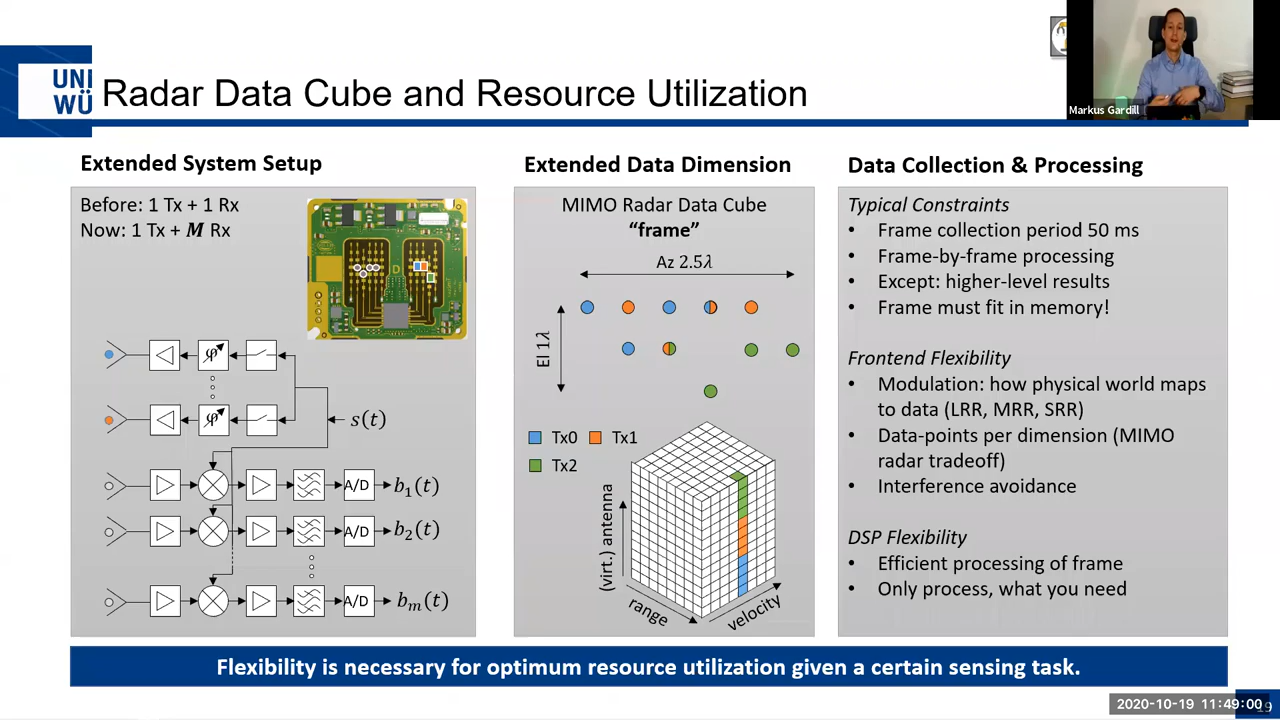 UNI
WÜ
Radar Data Cube and Resource Utilization
Markus Gardill
Extended System Setup
Before: 1 Tx + 1 Rx
Now: 1 Tx + M Rx
φ
s(t)
φ
A/D
b₁(t)
A/D
b₂(t)
A/D
bₘ(t)
Extended Data Dimension
MIMO Radar Data Cube
“frame”
Az 2.5λ
El 1λ
Tx0 Tx1
Tx2
(virt.) antenna
range
velocity
Data Collection & Processing
Typical Constraints
• Frame collection period 50 ms
• Frame-by-frame processing
• Except: higher-level results
• Frame must fit in memory!
Frontend Flexibility
• Modulation: how physical world maps
to data (LRR, MRR, SRR)
• Data-points per dimension (MIMO
radar tradeoff)
• Interference avoidance
DSP Flexibility
• Efficient processing of frame
• Only process, what you need
Flexibility is necessary for optimum resource utilization given a certain sensing task.
2020-10-19 11:49:00
19